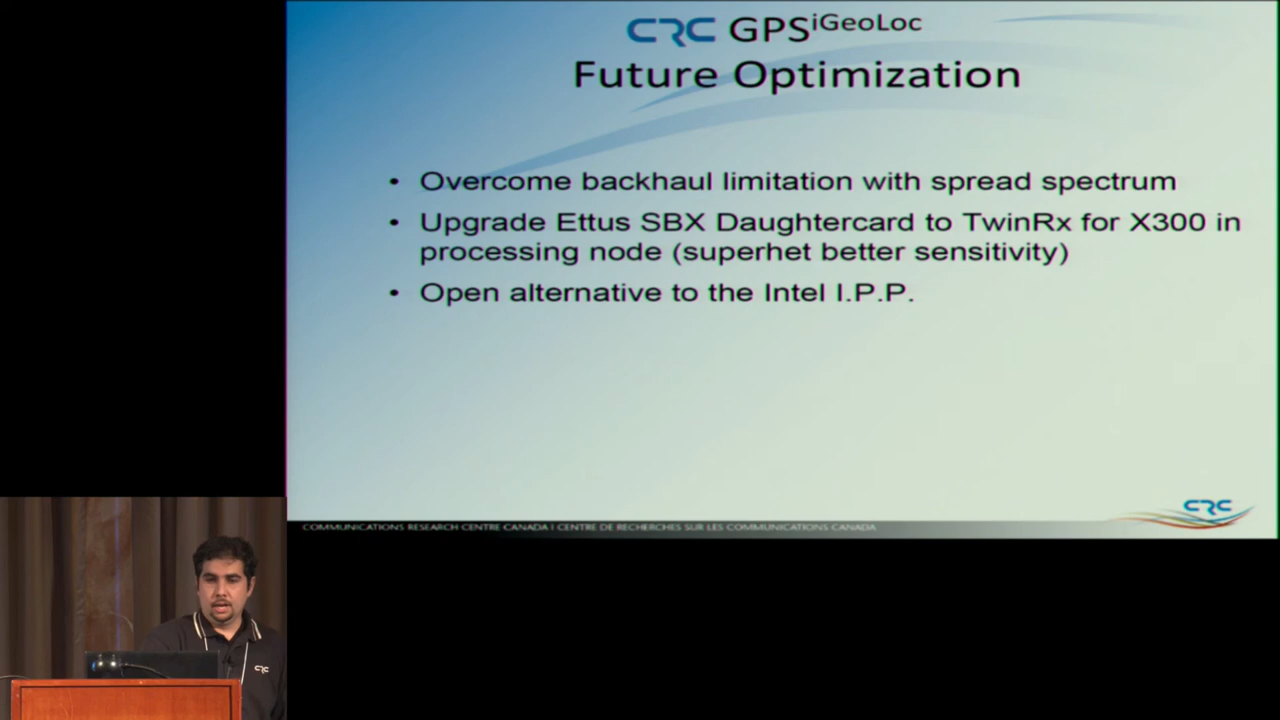 CRC GPSiGeoLoc
Future Optimization
• Overcome backhaul limitation with spread spectrum
• Upgrade Ettus SBX Daughtercard to TwinRx for X300 in
processing node (superhet better sensitivity)
• Open alternative to the Intel I.P.P.
CRC
COMMUNICATIONS RESEARCH CENTRE CANADA | CENTRE DE RECHERCHES SUR LES COMMUNICATIONS CANADA
CRC